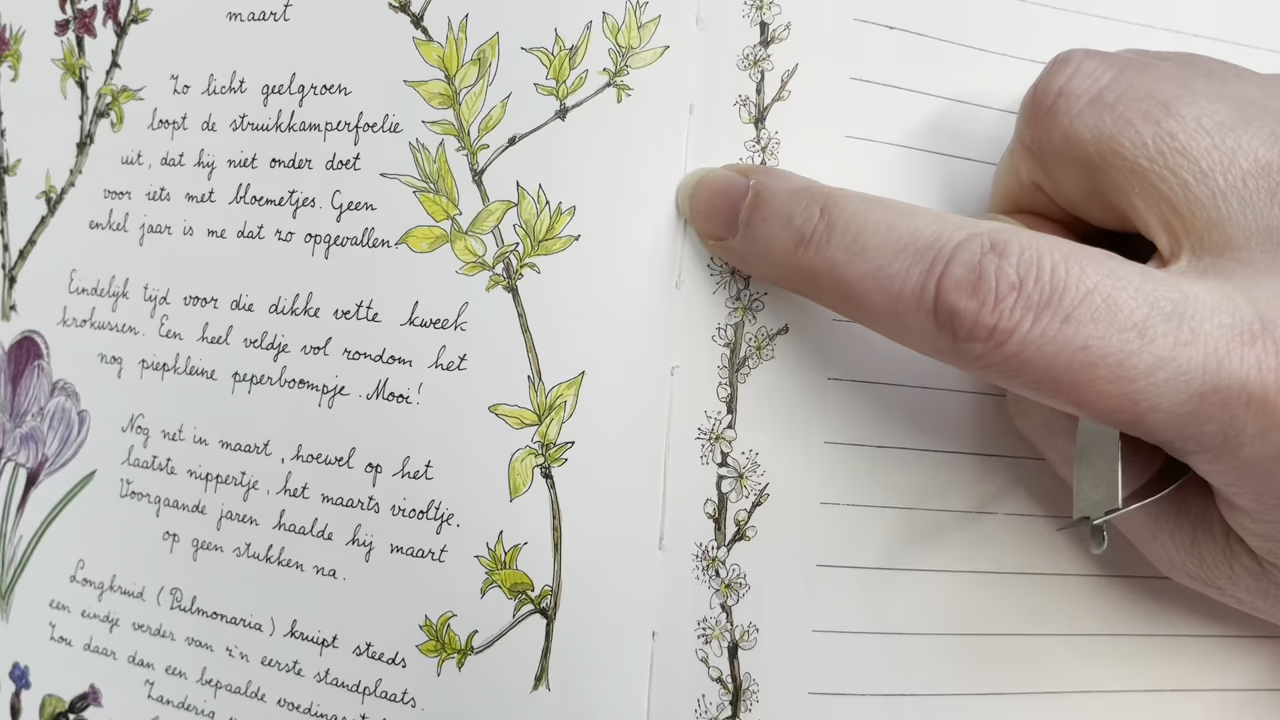 maart
Zo licht geelgroen
loopt de struikkamperfoelie
uit, dat hij niet onder doet
voor iets met bloemetjes. Geen
enkel jaar is me dat zo opgevallen.
Eindelijk tijd voor die dikke vette kweek
krokussen. Een heel veldje vol rondom het
nog piepkleine peperboompje. Mooi!
Nog net in maart, hoewel op het
laatste nippertje, het maarts viooltje.
Voorgaande jaren haalde hij maart
op geen stukken na.
Longkruid (Pulmonaria) kruipt steeds
een eindje verder van z'n eerste standplaats.
Zou daar dan een bepaalde
Zanderig